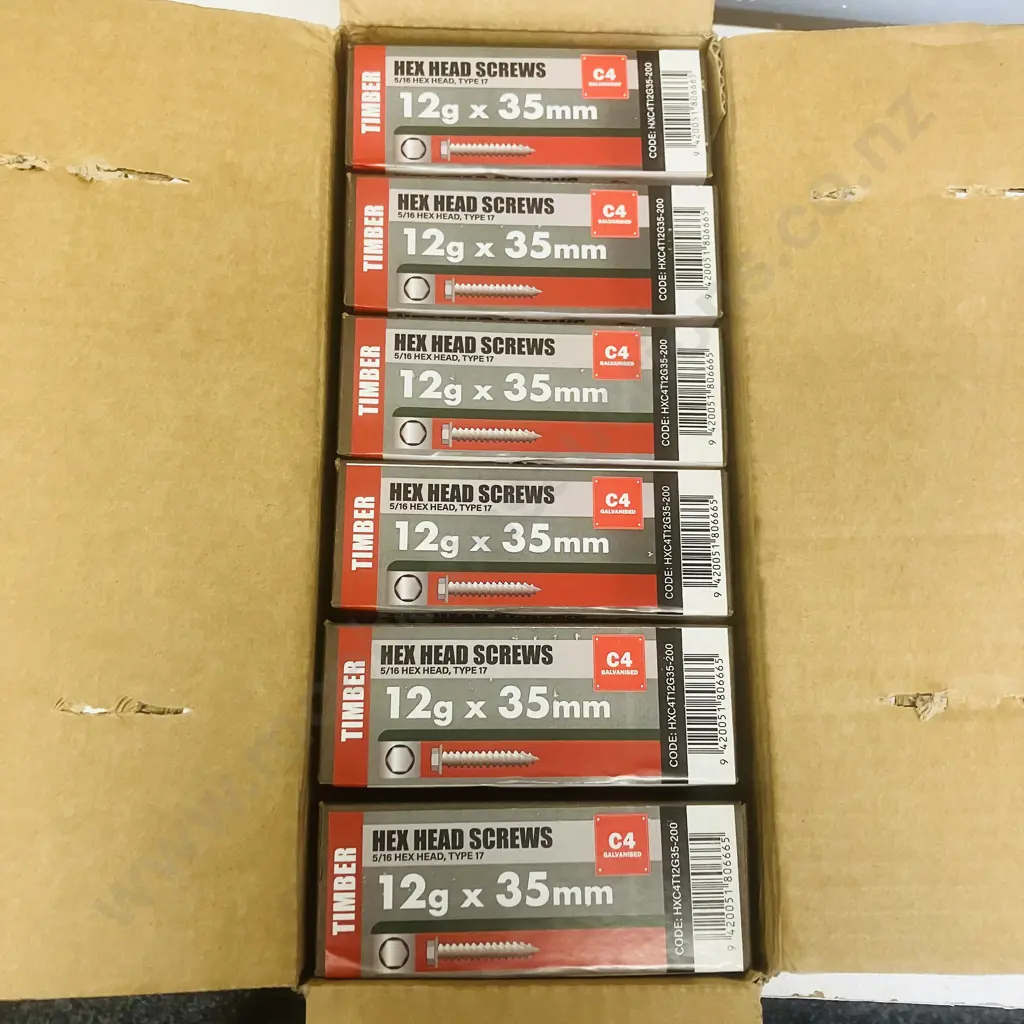 TIMBER
HEX HEAD SCREWS
5/16 HEX HEAD, TYPE 17
12g x 35mm
C4
GALVANISED
CODE: HXC4T12G35-200
9 420051 806665
TIMBER
HEX HEAD SCREWS
5/16 HEX HEAD, TYPE 17
12g x 35mm
C4
GALVANISED
CODE: HXC4T12G35-200
9 420051 806665
TIMBER
HEX HEAD SCREWS
5/16 HEX HEAD, TYPE 17
12g x 35mm
C4
GALVANISED
CODE: HXC4T12G35-200
9 420051 806665
TIMBER
HEX HEAD SCREWS
5/16 HEX HEAD, TYPE 17
12g x 35mm
C4
GALVANISED
CODE: HXC4T12G35-200
9 420051 806665
TIMBER
HEX HEAD SCREWS
5/16 HEX HEAD, TYPE 17
12g x 35mm
C4
GALVANISED
CODE: HXC4T12G35-200
9 420051 806665
TIMBER
HEX HEAD SCREWS
5/16 HEX HEAD, TYPE 17
12g x 35mm
C4
GALVANISED
CODE: HXC4T12G35-200
9 420051 806665